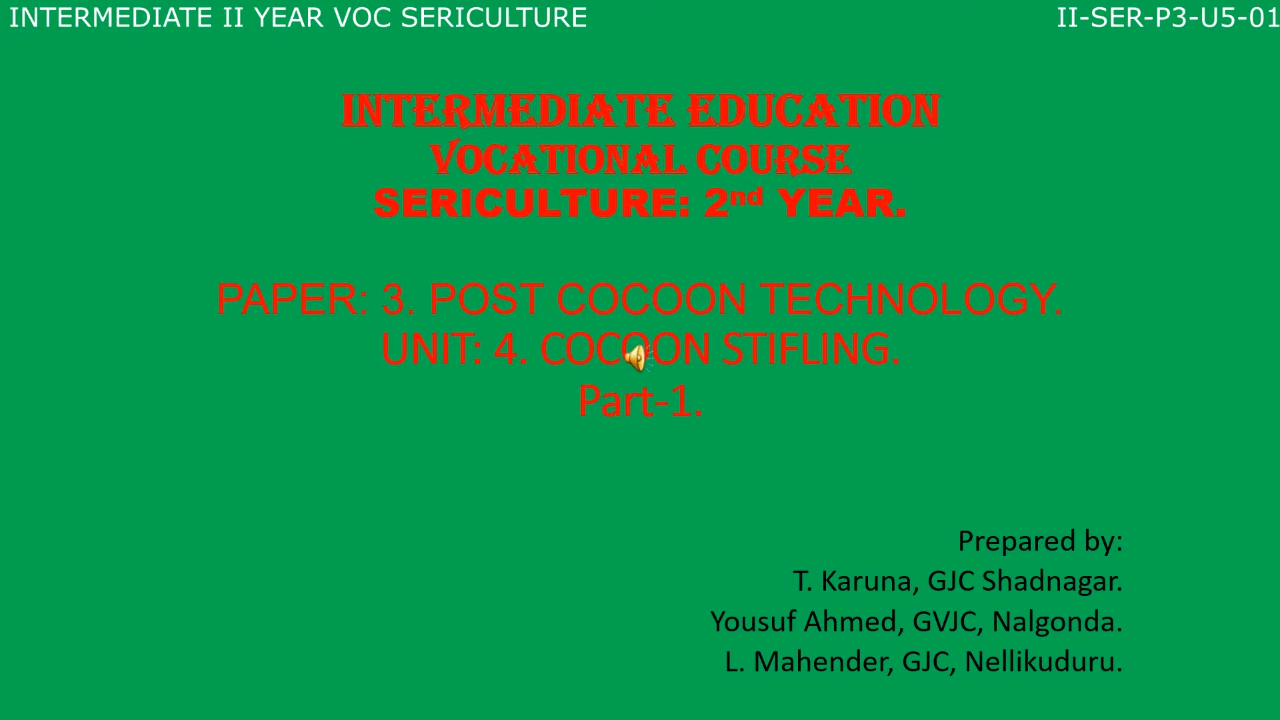 INTERMEDIATE II YEAR VOC SERICULTURE
II-SER-P3-U5-01
INTERMEDIATE EDUCATION
VOCATIONAL COURSE
SERICULTURE: 2nd YEAR.
PAPER: 3. POST COCOON TECHNOLOGY.
UNIT: 4. COCOON STIFLING.
Part-1.
Prepared by:
T. Karuna, GJC Shadnagar.
Yousuf Ahmed, GVJC, Nalgonda.
L. Mahender, GJC, Nellikuduru.